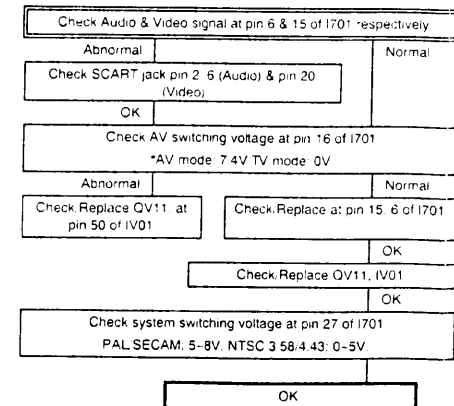 Check Audio & Video signal at pin 6 & 15 of I701 respectively
Abnormal
Normal
Check SCART jack pin 2, 6 (Audio) & pin 20
(Video)
OK
Check AV switching voltage at pin 16 of I701
*AV mode: 7.4V TV mode: 0V
Abnormal
Normal
Check, Replace QV11, at
pin 50 of IV01
Check, Replace at pin 15, 6 of I701
OK
Check, Replace QV11, IV01
OK
Check system switching voltage at pin 27 of I701
PAL, SECAM: 5~8V, NTSC 3.58/4.43: 0~5V.
OK